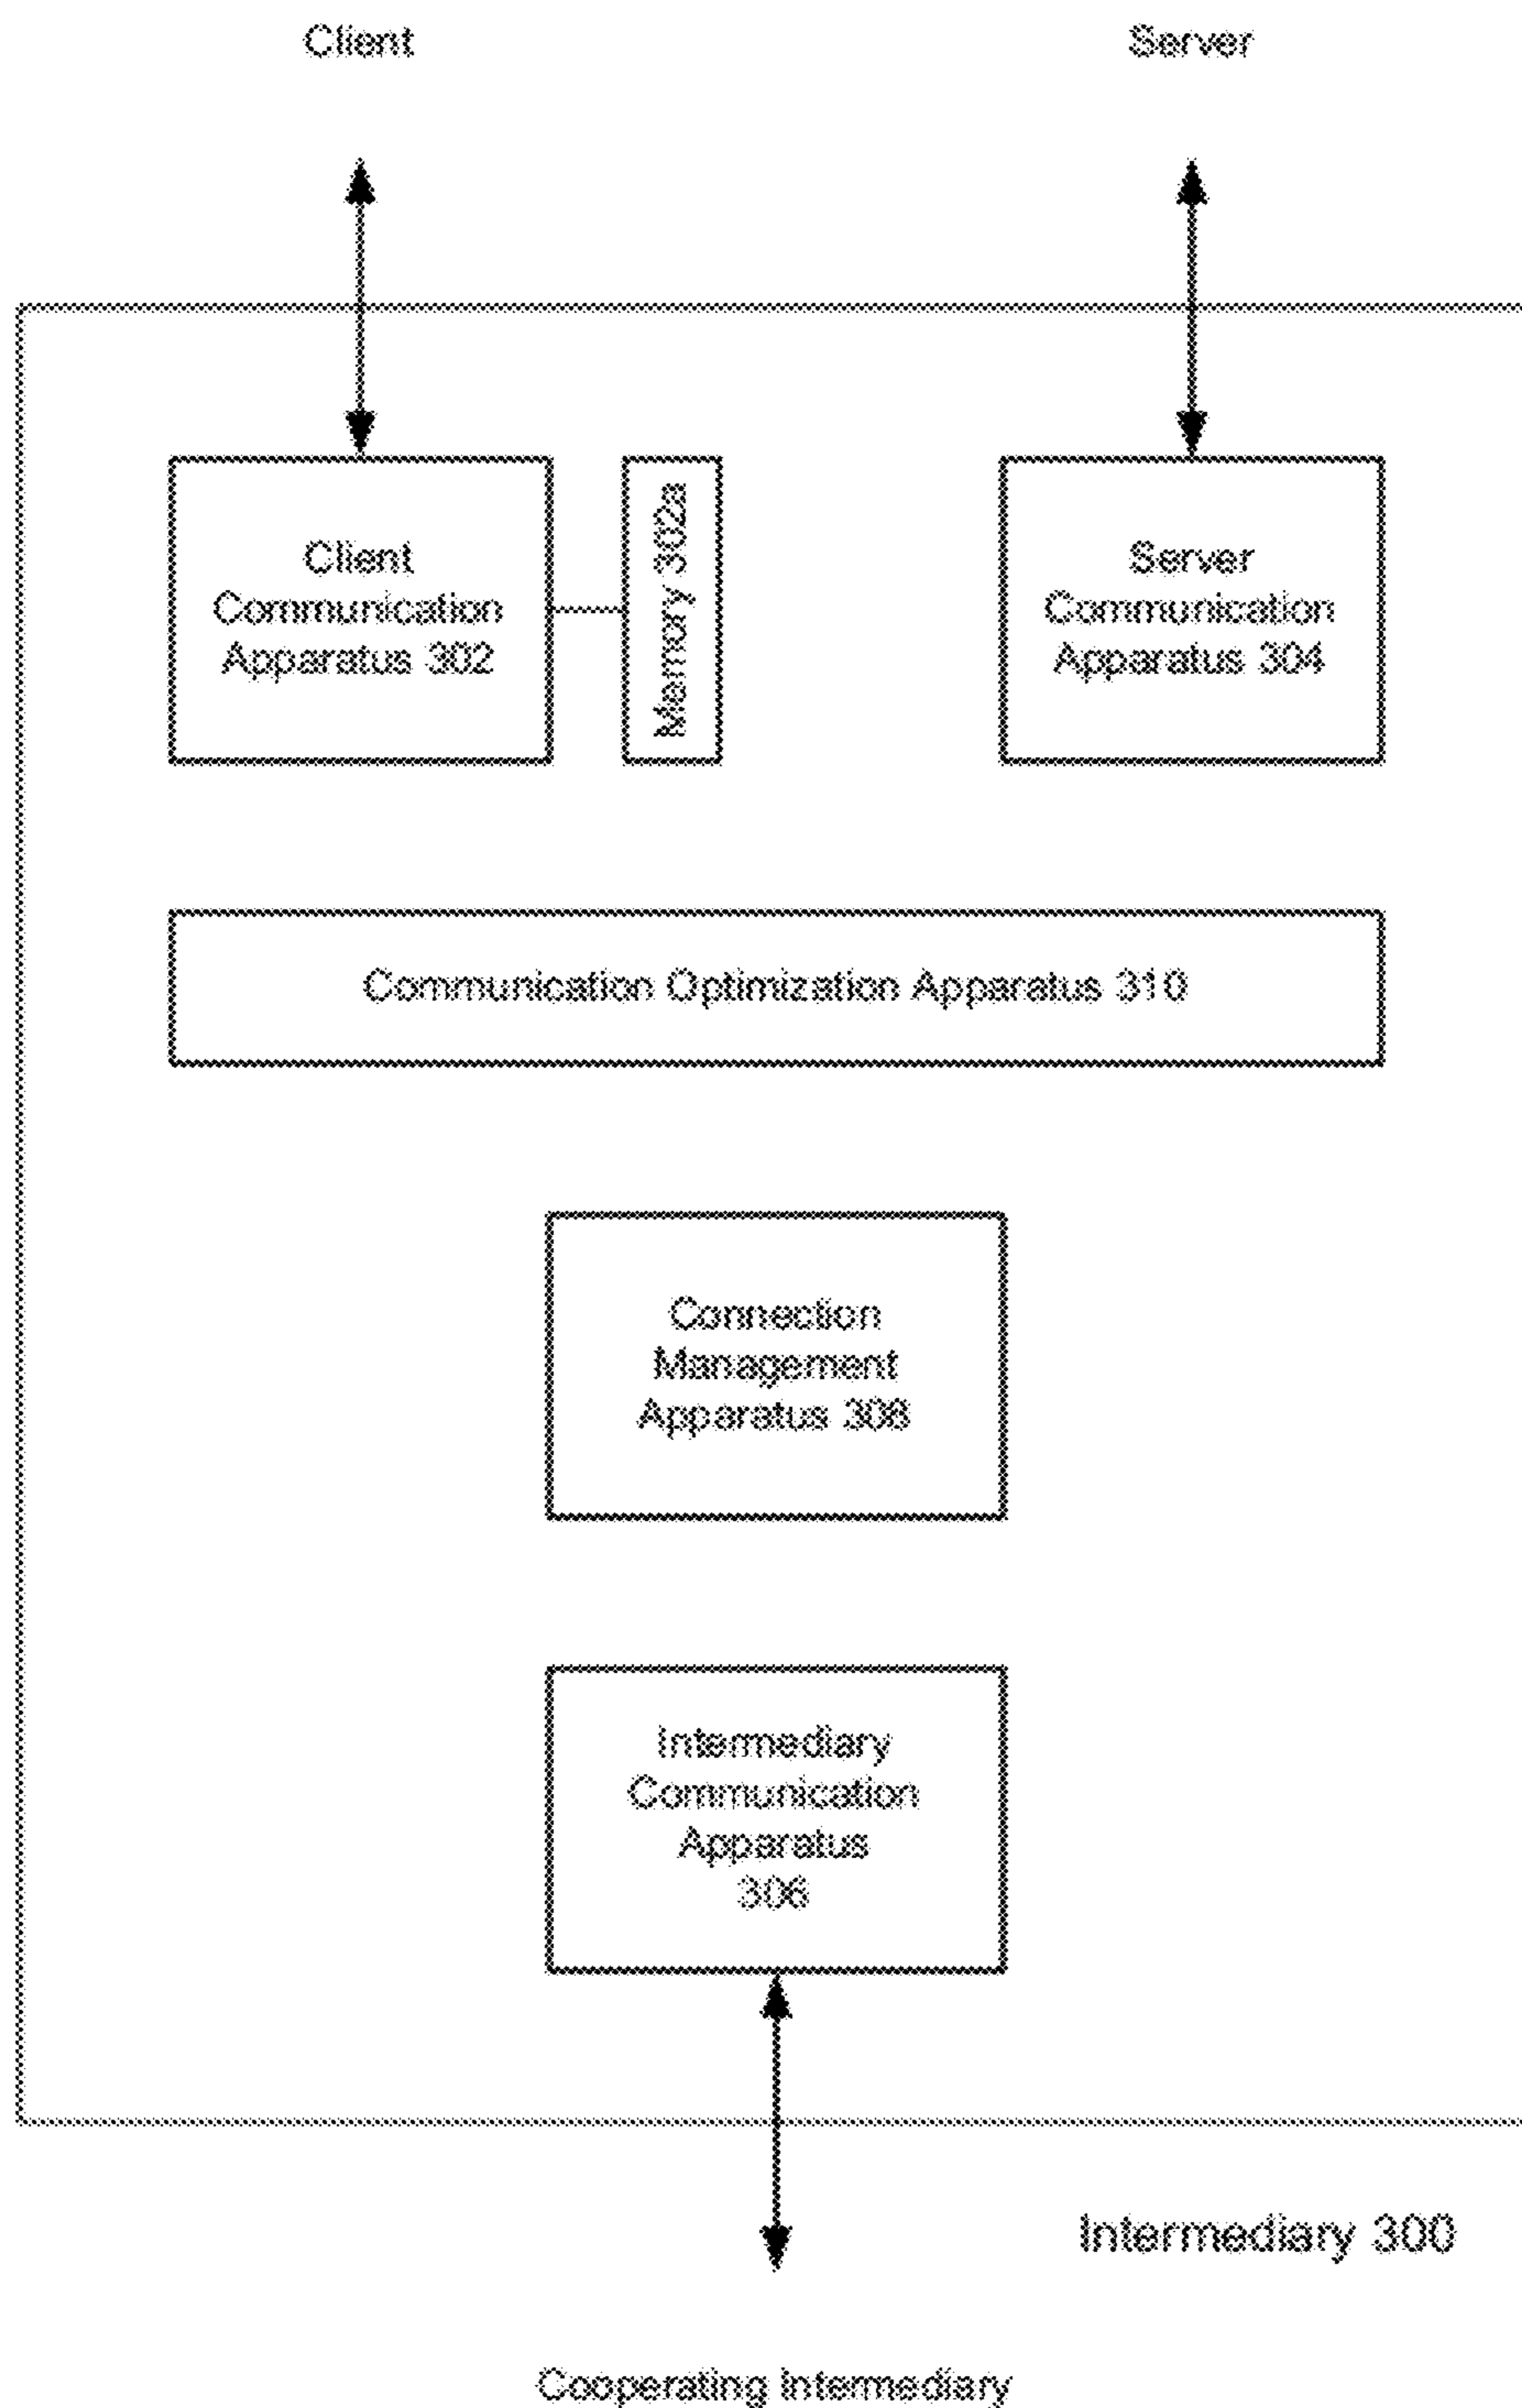 Client
Server
Client
Communication
Apparatus 302
Memory 302a
Server
Communication
Apparatus 304
Communication Optimization Apparatus 310
Connection
Management
Apparatus 308
Intermediary
Communication
Apparatus
306
Intermediary 300
Cooperating Intermediary